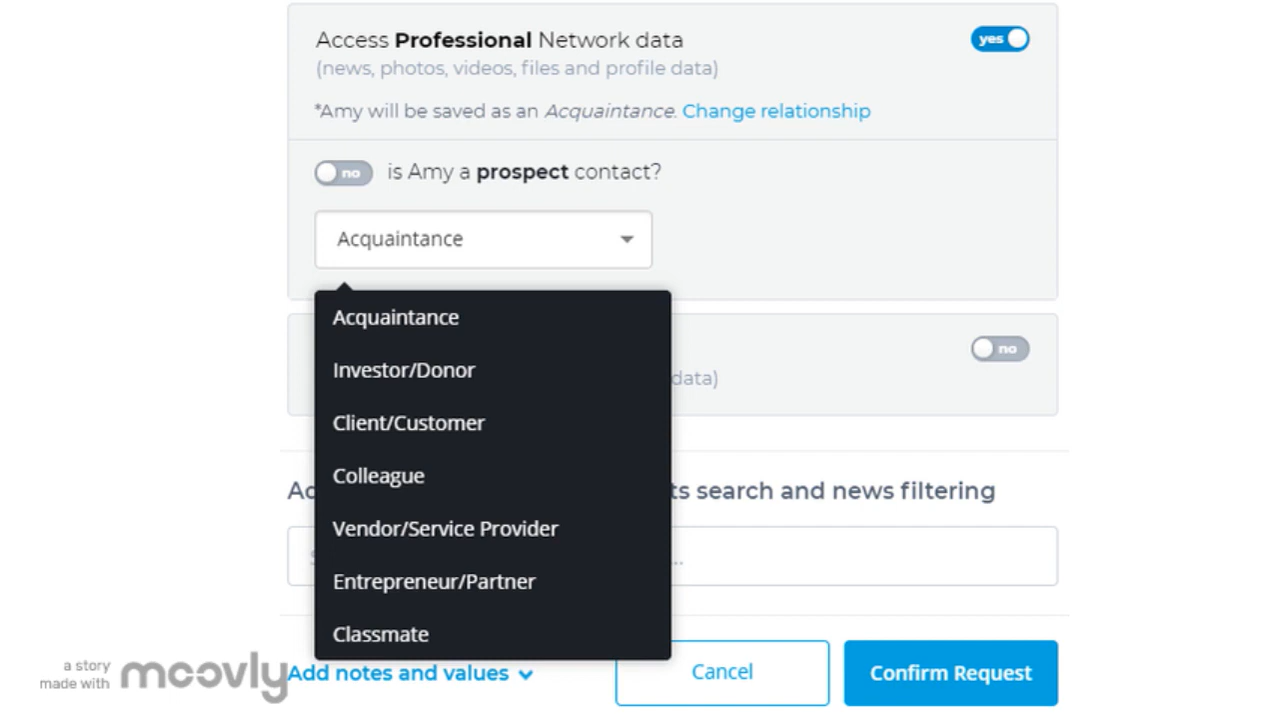 Access Professional Network data
yes
(news, photos, videos, files and profile data)
*Amy will be saved as an Acquaintance. Change relationship
no
is Amy a prospect contact?
Acquaintance
Acquaintance
Investor/Donor
Client/Customer
Colleague
Vendor/Service Provider
Entrepreneur/Partner
Classmate
no
data)
search and news filtering
...
Add notes and values
Cancel
Confirm Request
a story
made with
moovly